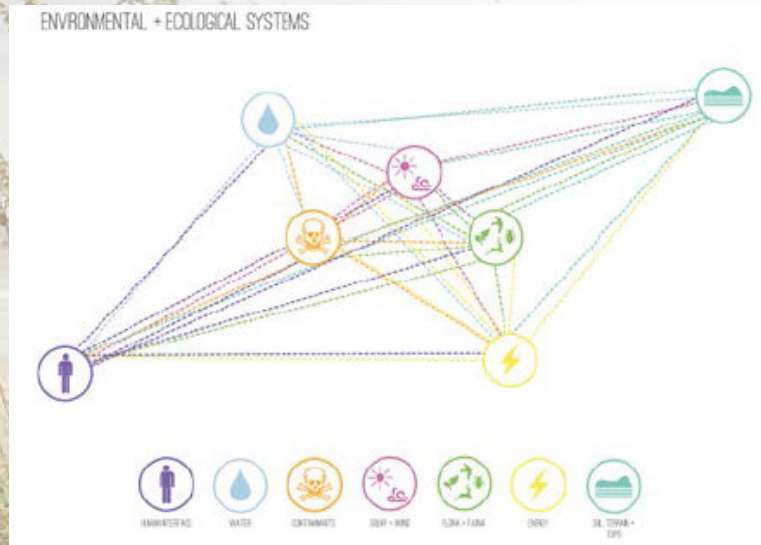 ENVRONMENTAL + ECOLOGICAL SYSTEMS
HUMAN INTERFACE
WATER
CONTAMINANTS
SOLAR + WIND
FLORA + FAUNA
ENERGY
SOIL, TERRAIN +